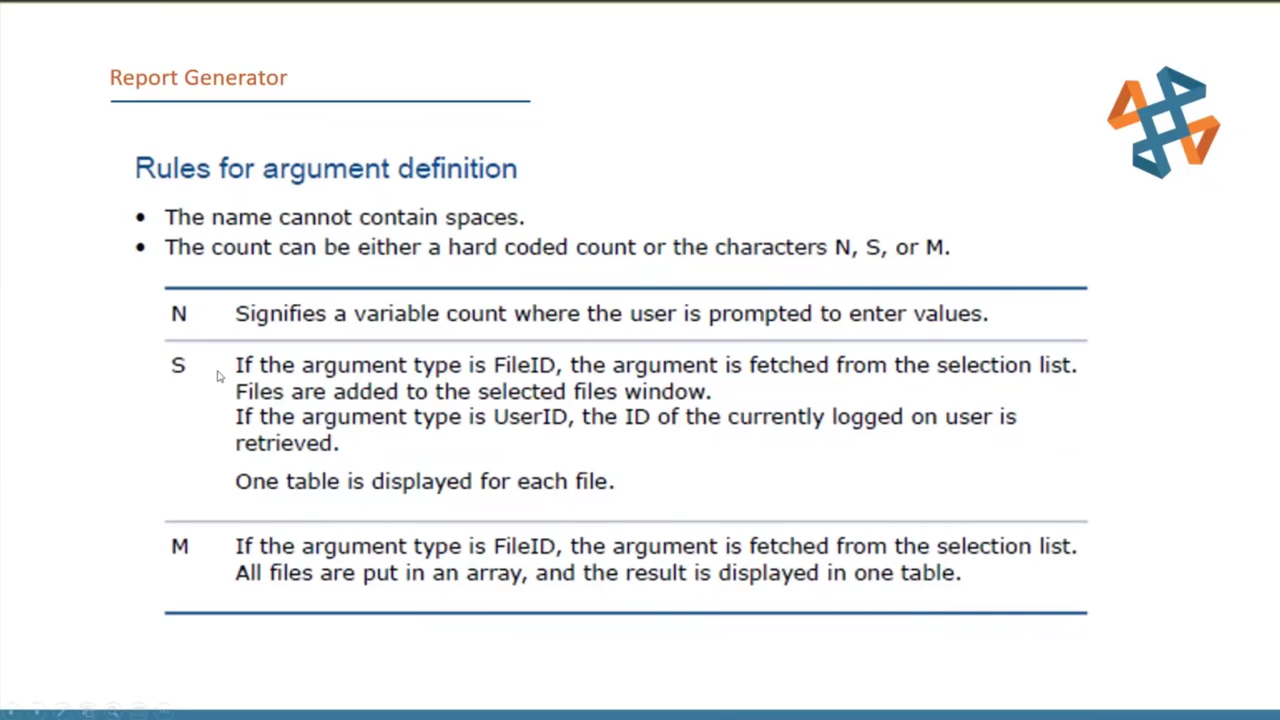 Report Generator
Rules for argument definition
• The name cannot contain spaces.
• The count can be either a hard coded count or the characters N, S, or M.
N Signifies a variable count where the user is prompted to enter values.
S If the argument type is FileID, the argument is fetched from the selection list.
Files are added to the selected files window.
If the argument type is UserID, the ID of the currently logged on user is
retrieved.
One table is displayed for each file.
M If the argument type is FileID, the argument is fetched from the selection list.
All files are put in an array, and the result is displayed in one table.